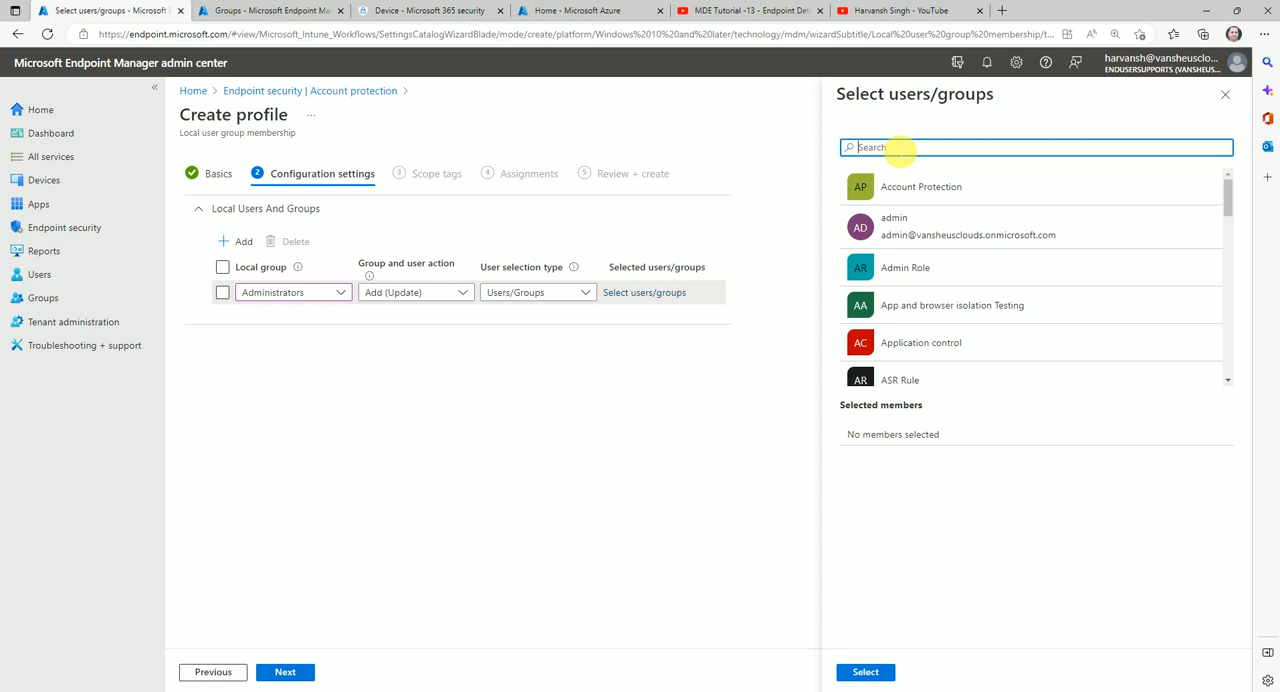 Select users/groups - Microsoft E
Groups - Microsoft Endpoint Ma
Device - Microsoft 365 security
Home - Microsoft Azure
MDE Tutorial -13 - Endpoint Det
Harvansh Singh - YouTube
https://endpoint.microsoft.com/#view/Microsoft_Intune_Workflows/SettingsCatalogWizardBlade/mode/create/platform/Windows%2010%20and%20later/technology/mdm/wizardSubtitle/Local%20user%20group%20membership/t...
Microsoft Endpoint Manager admin center
harvansh@vansheusclo...
ENDUSERSUPPORTS (VANSHEUS...
Home
Dashboard
All services
Devices
Apps
Endpoint security
Reports
Users
Groups
Tenant administration
Troubleshooting + support
Home > Endpoint security | Account protection >
Create profile ...
Local user group membership
Basics
2 Configuration settings
3 Scope tags
4 Assignments
5 Review + create
Local Users And Groups
+ Add
Delete
Local group
Group and user action
User selection type
Selected users/groups
Administrators
Add (Update)
Users/Groups
Select users/groups
Previous
Next
Select users/groups
Search
AP Account Protection
AD admin
admin@vansheusclouds.onmicrosoft.com
AR Admin Role
AA App and browser isolation Testing
AC Application control
AR ASR Rule
Selected members
No members selected
Select